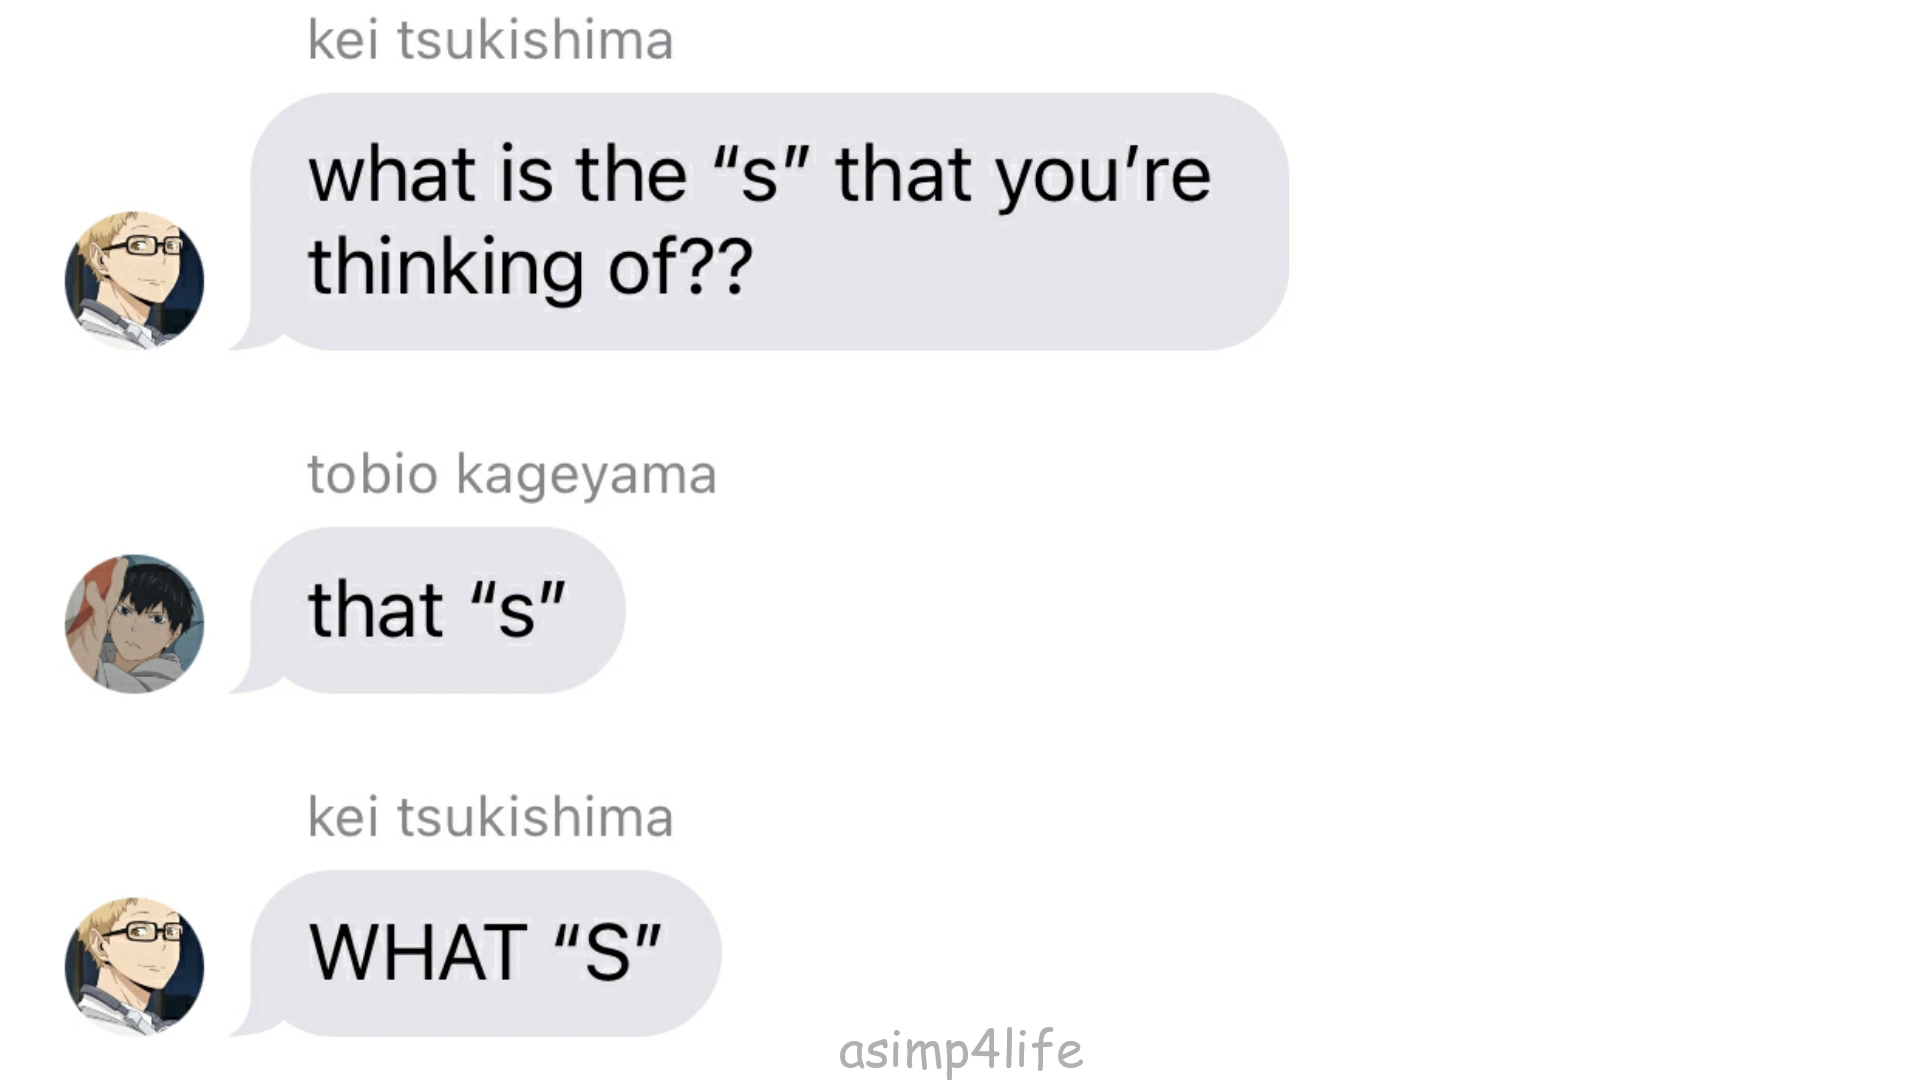 kei tsukishima
what is the “s” that you’re
thinking of??
tobio kageyama
that “s”
kei tsukishima
WHAT “S”
asimp4life